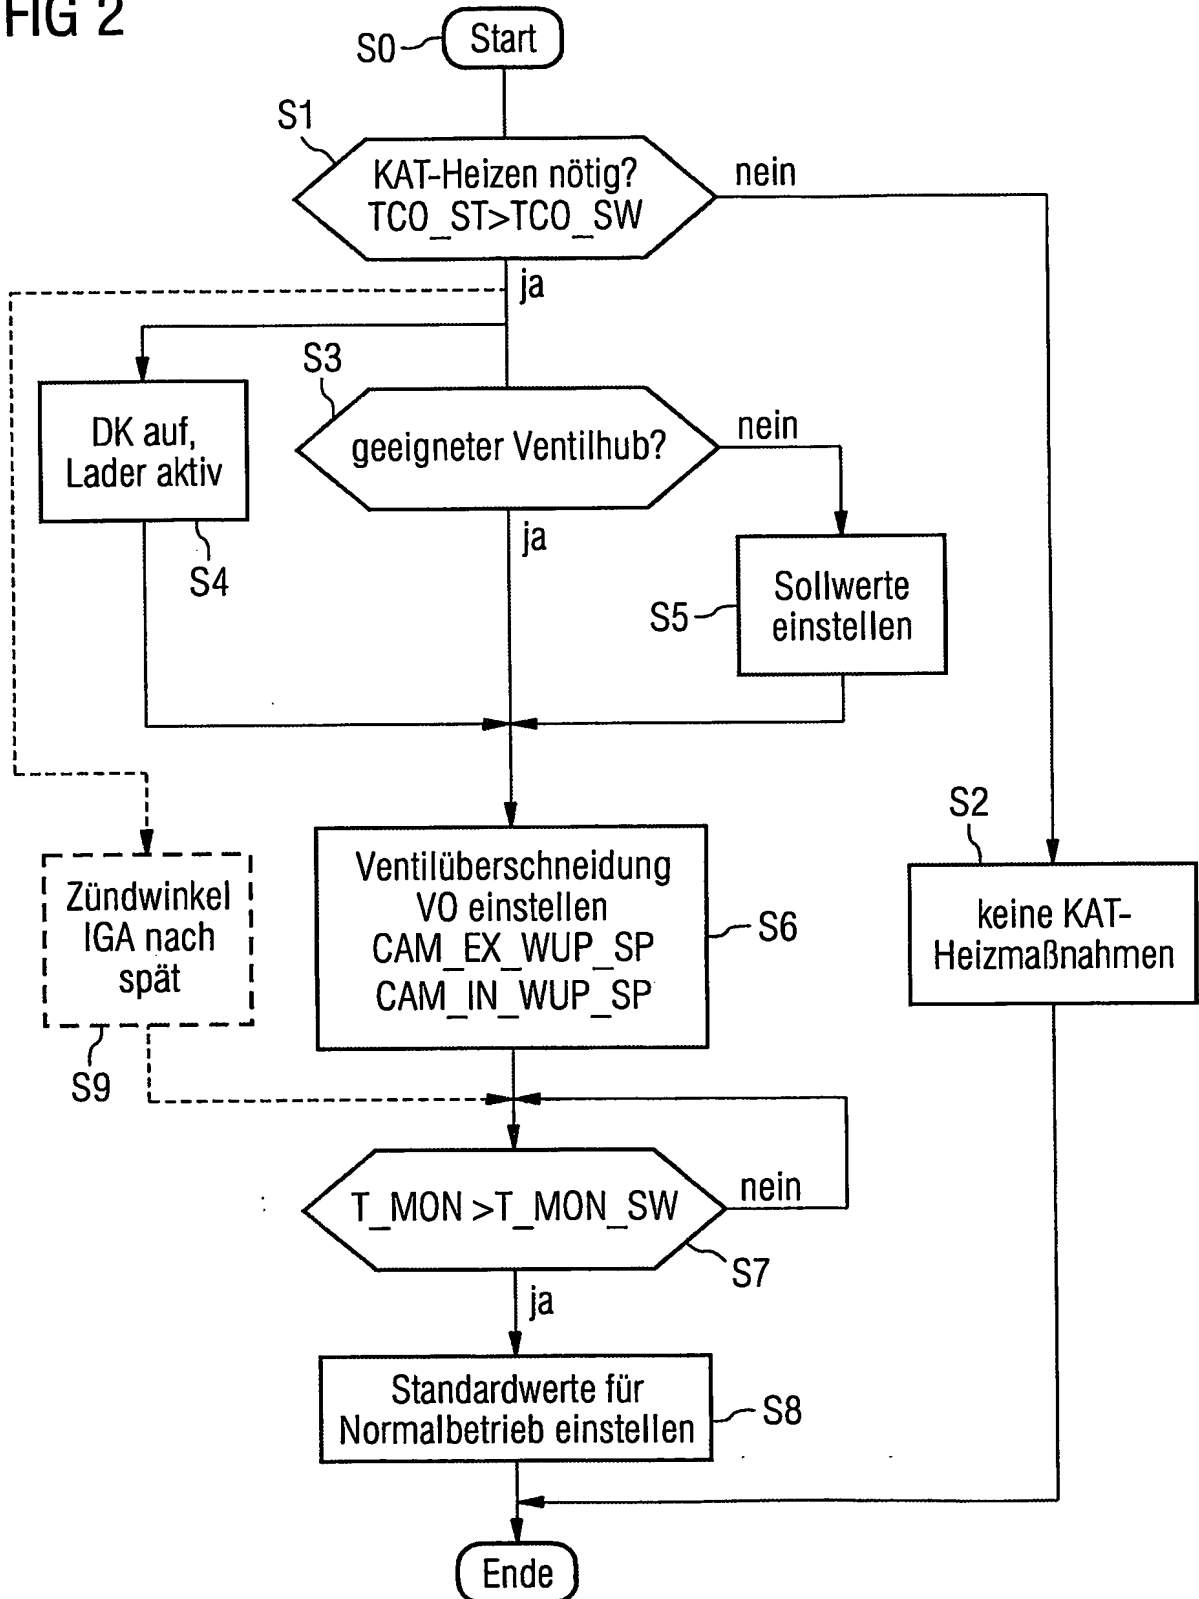 FIG 2
S0
Start
S1
KAT-Heizen nötig?
TCO_ST>TCO_SW
nein
ja
S3
DK auf,
Lader aktiv
S4
geeigneter Ventilhub?
nein
ja
S5
Sollwerte
einstellen
S2
keine KAT-
Heizmaßnahmen
Zündwinkel
IGA nach
spät
S9
Ventilüberschneidung
VO einstellen
CAM_EX_WUP_SP
CAM_IN_WUP_SP
S6
T_MON >T_MON_SW
nein
S7
ja
Standardwerte für
Normalbetrieb einstellen
S8
Ende